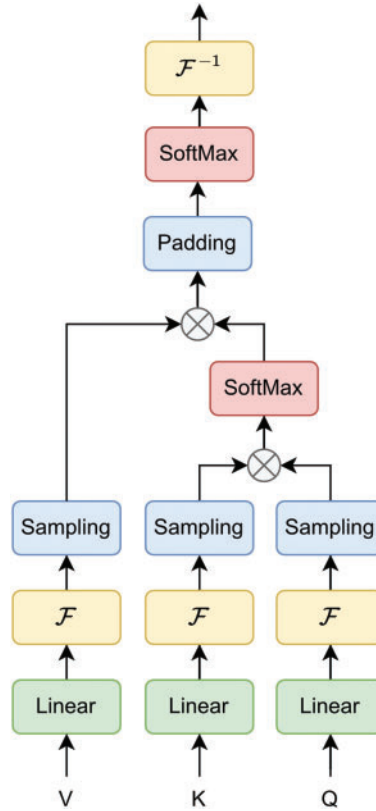 𝓕⁻¹
SoftMax
Padding
SoftMax
Sampling Sampling Sampling
𝓕 𝓕 𝓕
Linear Linear Linear
V K Q